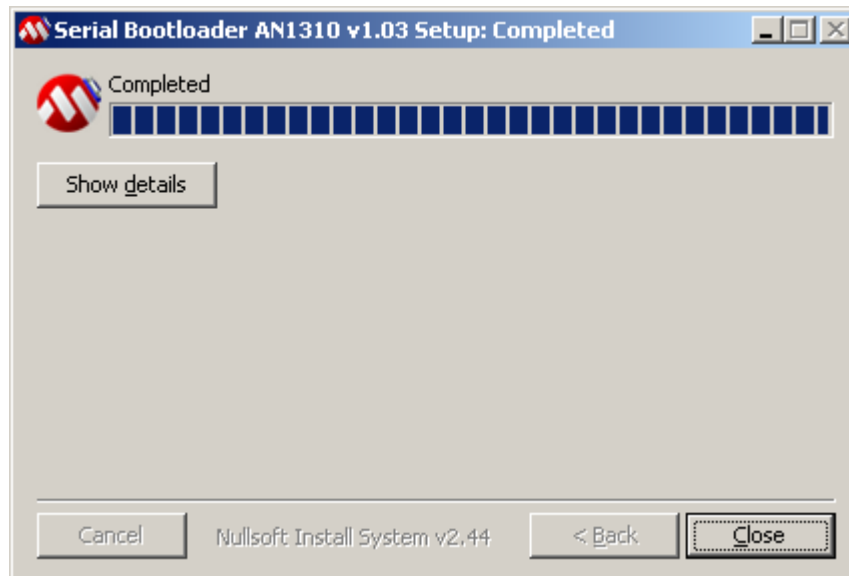 Serial Bootloader AN1310 v1.03 Setup: Completed
Completed
Show details
Cancel
Nullsoft Install System v2.44
< Back
Close